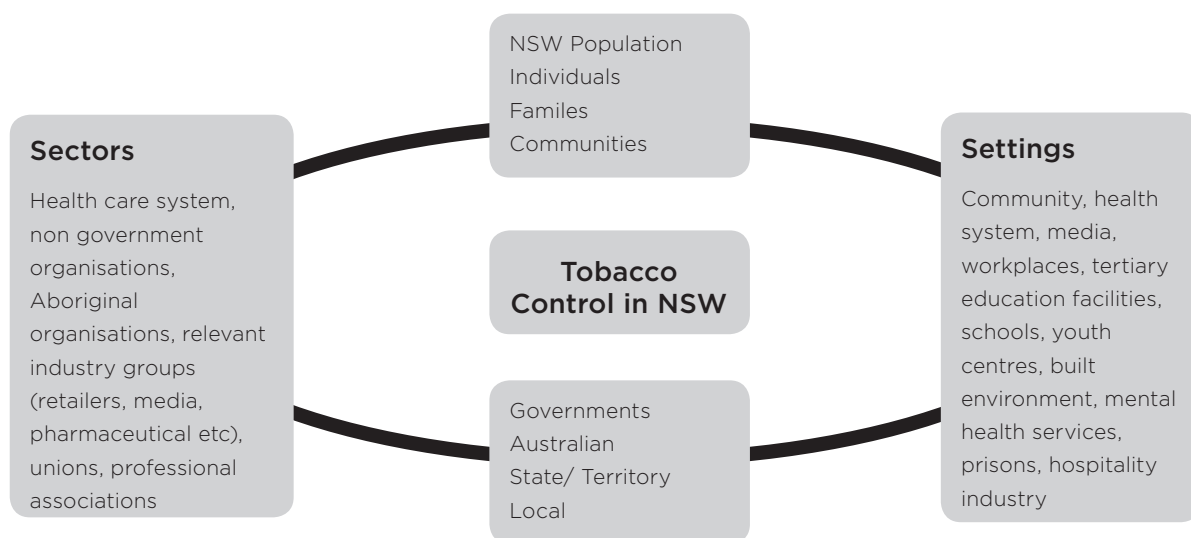 NSW Population
Individuals
Familes
Communities
Sectors
Health care system,
non government
organisations,
Aboriginal
organisations, relevant
industry groups
(retailers, media,
pharmaceutical etc),
unions, professional
associations
Tobacco
Control in NSW
Settings
Community, health
system, media,
workplaces, tertiary
education facilities,
schools, youth
centres, built
environment, mental
health services,
prisons, hospitality
industry
Governments
Australian
State/ Territory
Local